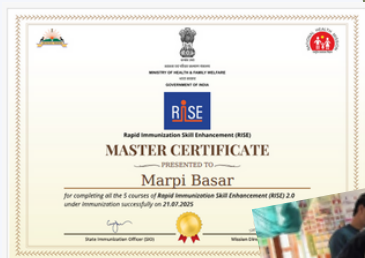 MINISTRY OF HEALTH & FAMILY WELFARE
GOVERNMENT OF INDIA
RISE
Rapid Immunization Skill Enhancement (RISE)
MASTER CERTIFICATE
PRESENTED TO
Marpi Basar
for completing all the 5 courses of Rapid Immunization Skill Enhancement (RISE) 2.0
under Immunization successfully on 21.07.2025
State Immunization Officer (SIO)
Mission